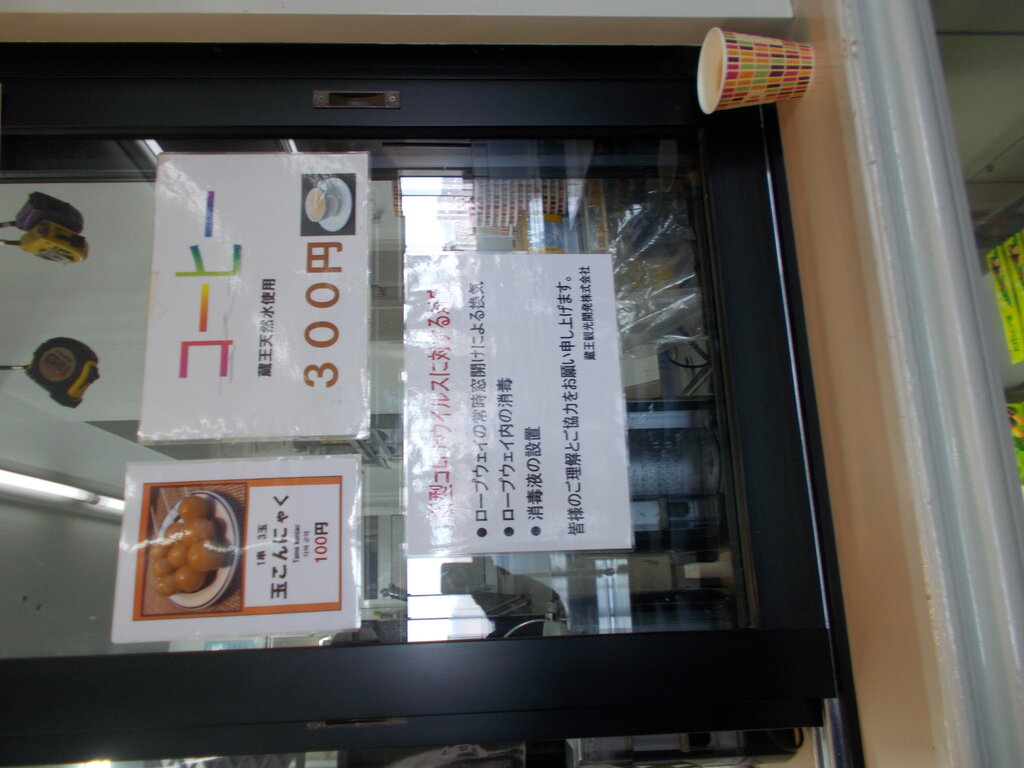 コーヒー
蔵王天然水使用
300円
1串 3玉
玉こんにゃく
Tama konjac
100円
新型コロナウイルスに対する
● ロープウェイの常時窓開けによる換気
● ロープウェイ内の消毒
● 消毒液の設置
皆様のご理解とご協力をお願い申し上げます。
蔵王観光開発株式会社